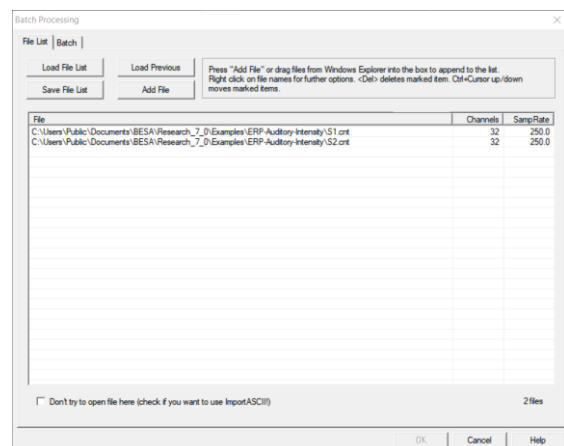 Batch Processing
File List Batch
Load File List Load Previous
Save File List Add File
Press "Add File" or drag files from Windows Explorer into the box to append to the list.
Right click on file names for further options. <Del> deletes marked item. Ctrl+Cursor up/down
moves marked items.
File Channels SampRate
C:\Users\Public\Documents\BESA\Research_7_0\Examples\ERP-Auditory-Intensity\S1.cnt 32 250.0
C:\Users\Public\Documents\BESA\Research_7_0\Examples\ERP-Auditory-Intensity\S2.cnt 32 250.0
Don't try to open file here (check if you want to use ImportASCII!) 2 files
OK Cancel Help